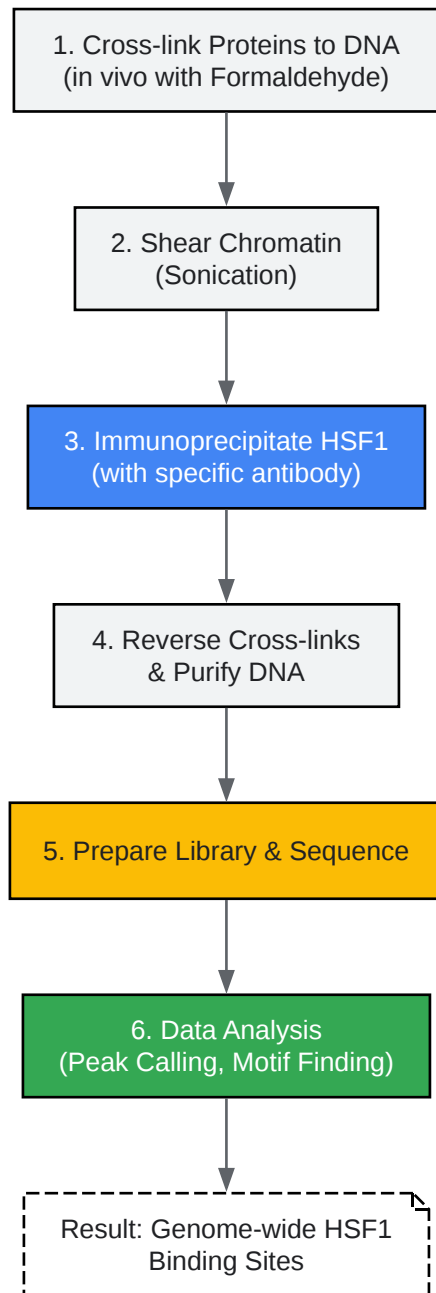 1. Cross-link Proteins to DNA
(in vivo with Formaldehyde)
2. Shear Chromatin
(Sonication)
3. Immunoprecipitate HSF1
(with specific antibody)
4. Reverse Cross-links
& Purify DNA
5. Prepare Library & Sequence
6. Data Analysis
(Peak Calling, Motif Finding)
Result: Genome-wide HSF1
Binding Sites